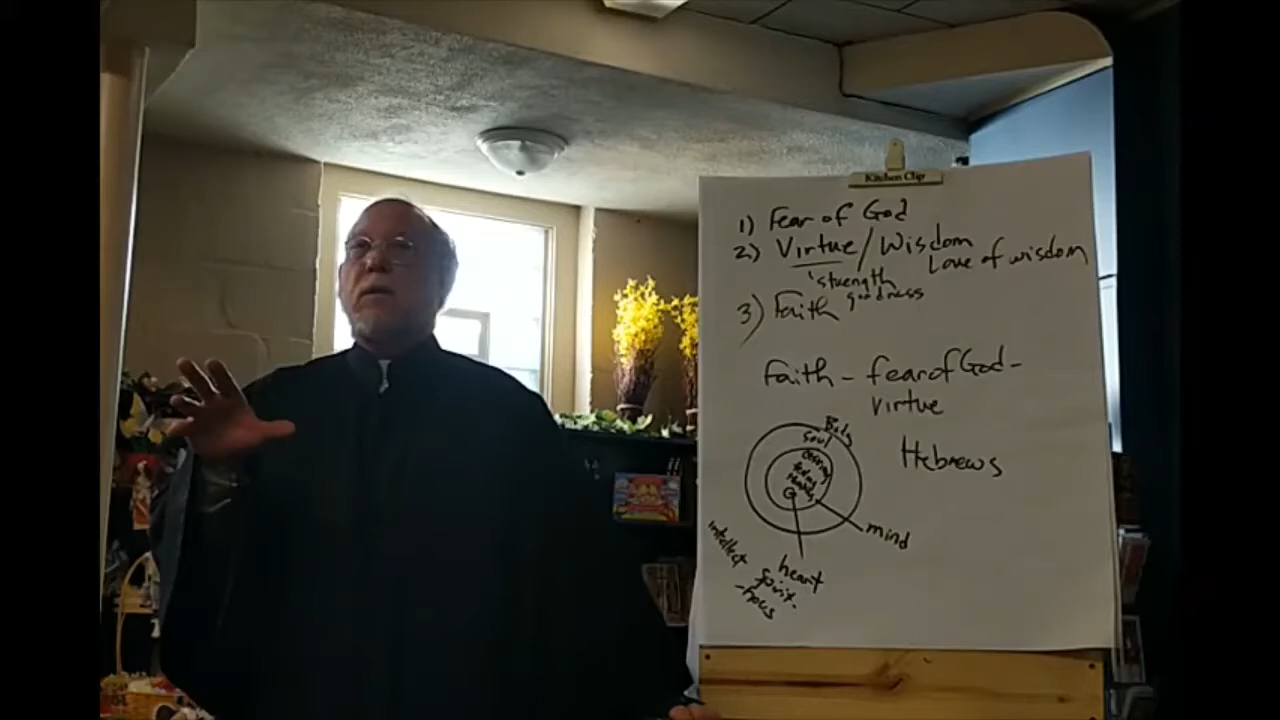 Kitchen Clip
1) Fear of God
2) Virtue / Wisdom
Love of wisdom
strength
goodness
3) Faith
Faith - fear of God -
virtue
Body
Soul
Hebrews
mind
intellect
heart
spirit